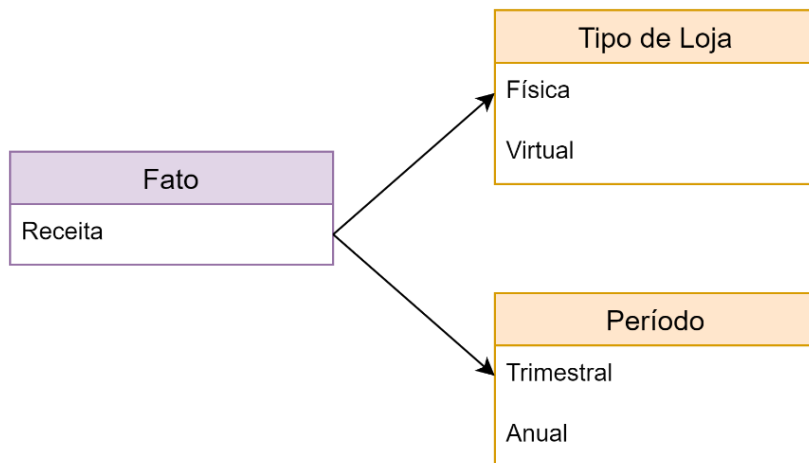 Fato
Receita
Tipo de Loja
Física
Virtual
Período
Trimestral
Anual